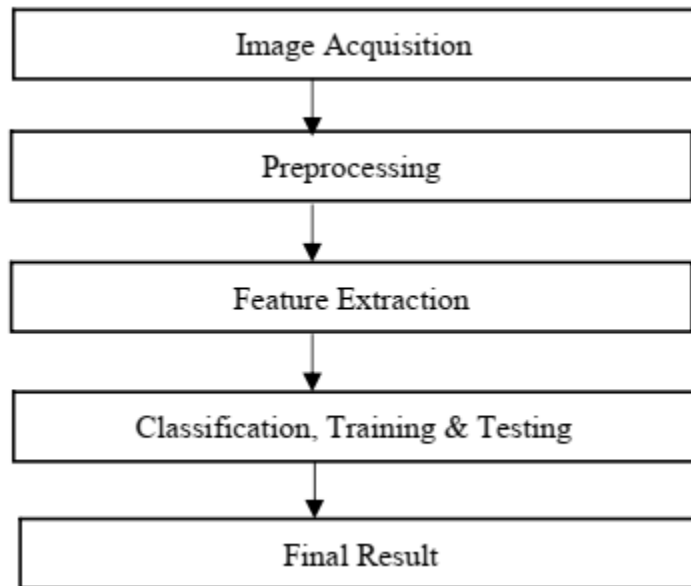 Image Acquisition
Preprocessing
Feature Extraction
Classification, Training & Testing
Final Result